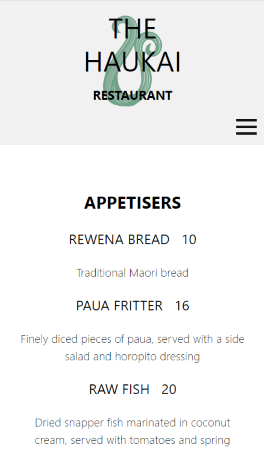 THE
HAUKAI
RESTAURANT
APPETISERS
REWENA BREAD 10
Traditional Maori bread
PAUA FRITTER 16
Finely diced pieces of paua, served with a side
salad and horopito dressing
RAW FISH 20
Dried snapper fish marinated in coconut
cream, served with tomatoes and spring